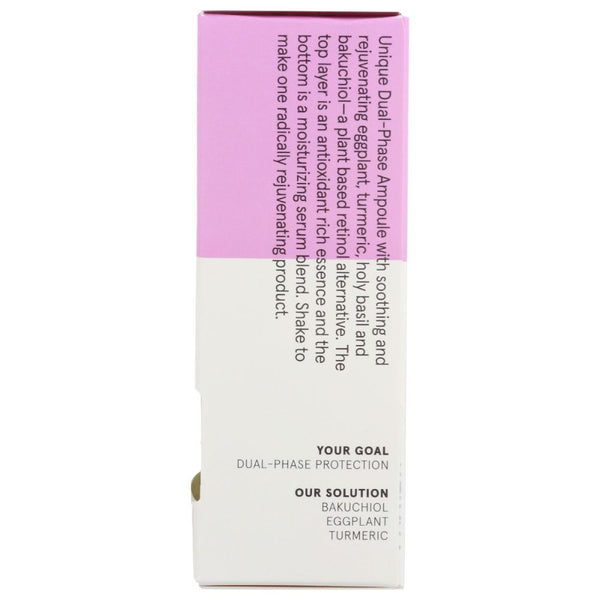 Unique Dual-Phase Ampoule with soothing and
rejuvenating eggplant, turmeric, holy basil and
bakuchiol—a plant based retinol alternative. The
top layer is an antioxidant rich essence and the
bottom is a moisturizing serum blend. Shake to
make one radically rejuvenating product.
YOUR GOAL
DUAL-PHASE PROTECTION
OUR SOLUTION
BAKUCHIOL
EGGPLANT
TURMERIC